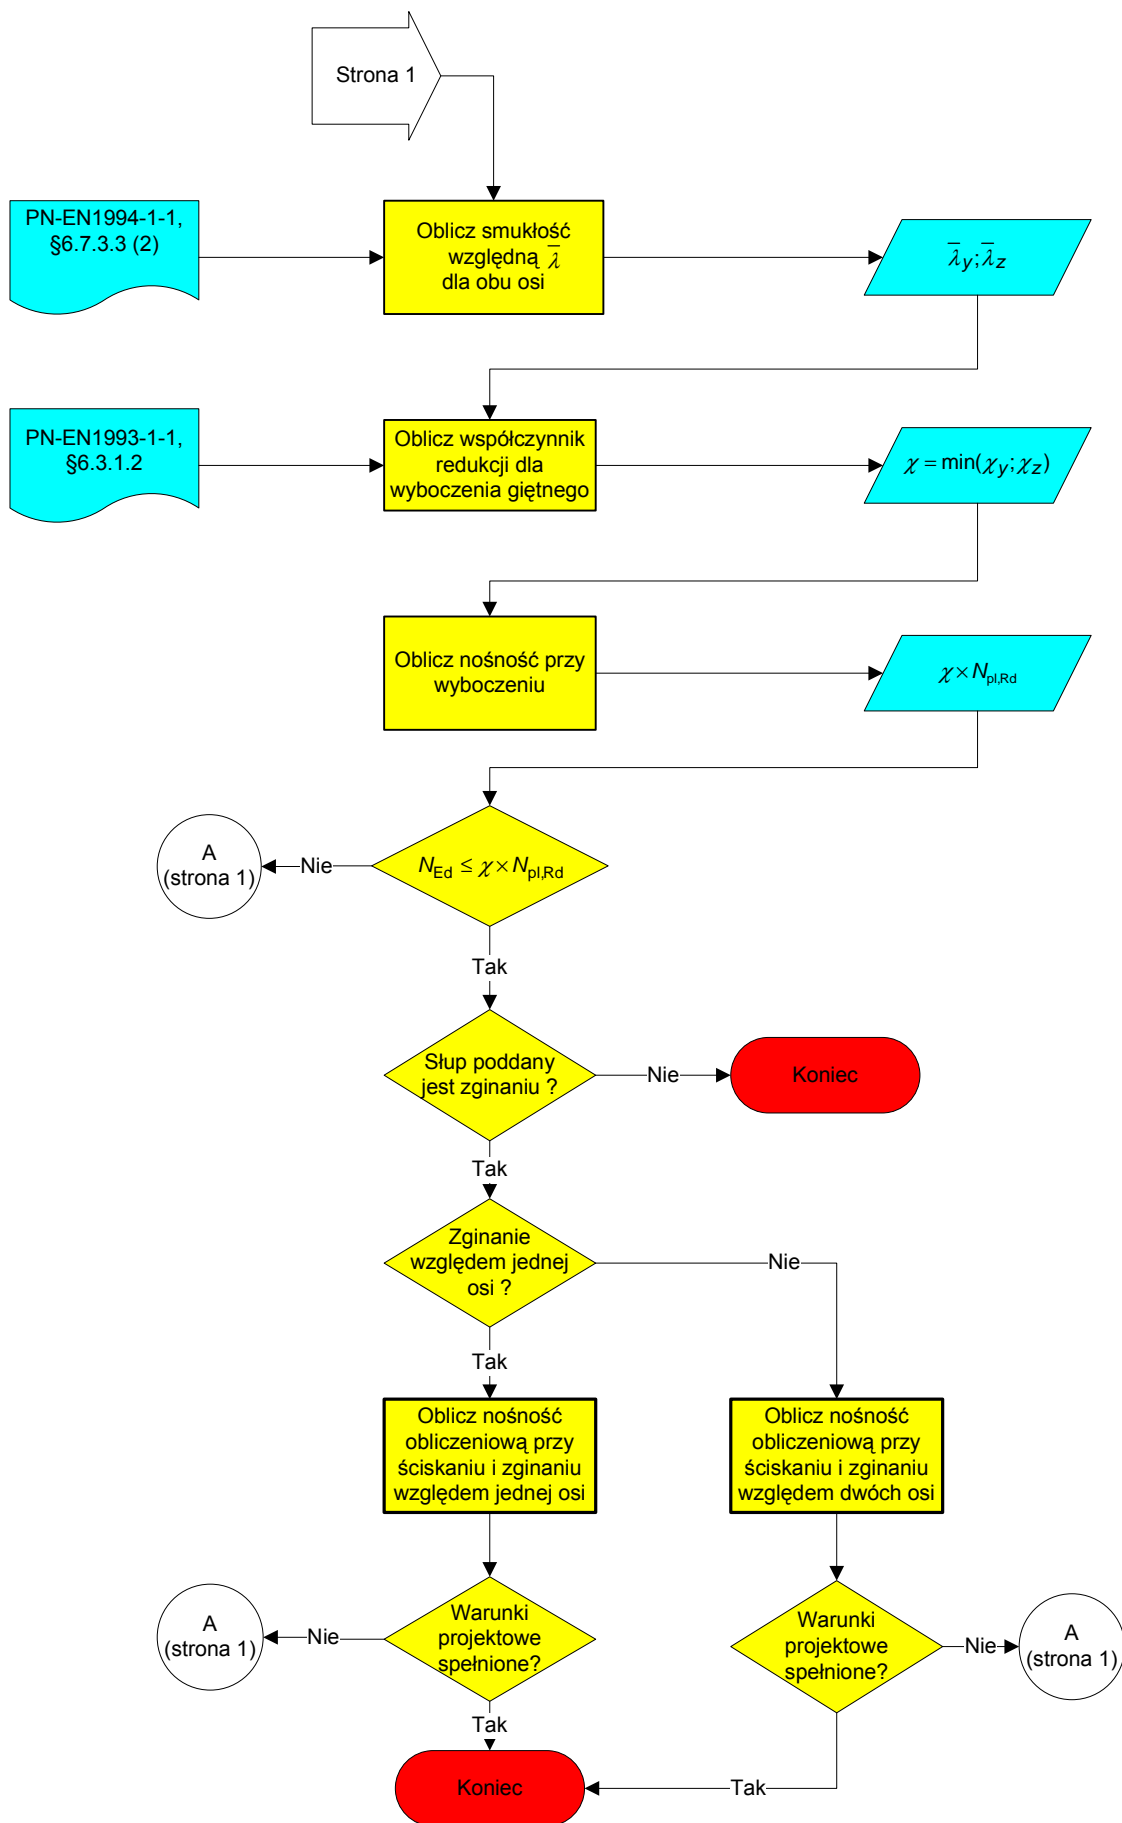 Strona 1
PN-EN1994-1-1,
§6.7.3.3 (2)
Oblicz smukłość
względną λ̅
dla obu osi
λ̅y;λ̅z
PN-EN1993-1-1,
§6.3.1.2
Oblicz współczynnik
redukcji dla
wyboczenia giętnego
χ = min(χy;χz)
Oblicz nośność przy
wyboczeniu
χ × Npl,Rd
A
(strona 1)
Nie
NEd ≤ χ × Npl,Rd
Tak
Słup poddany
jest zginaniu ?
Nie
Koniec
Tak
Zginanie
względem jednej
osi ?
Nie
Tak
Oblicz nośność
obliczeniową przy
ściskaniu i zginaniu
względem jednej osi
Oblicz nośność
obliczeniową przy
ściskaniu i zginaniu
względem dwóch osi
A
(strona 1)
Nie
Warunki
projektowe
spełnione?
Warunki
projektowe
spełnione?
Nie
A
(strona 1)
Tak
Koniec
Tak